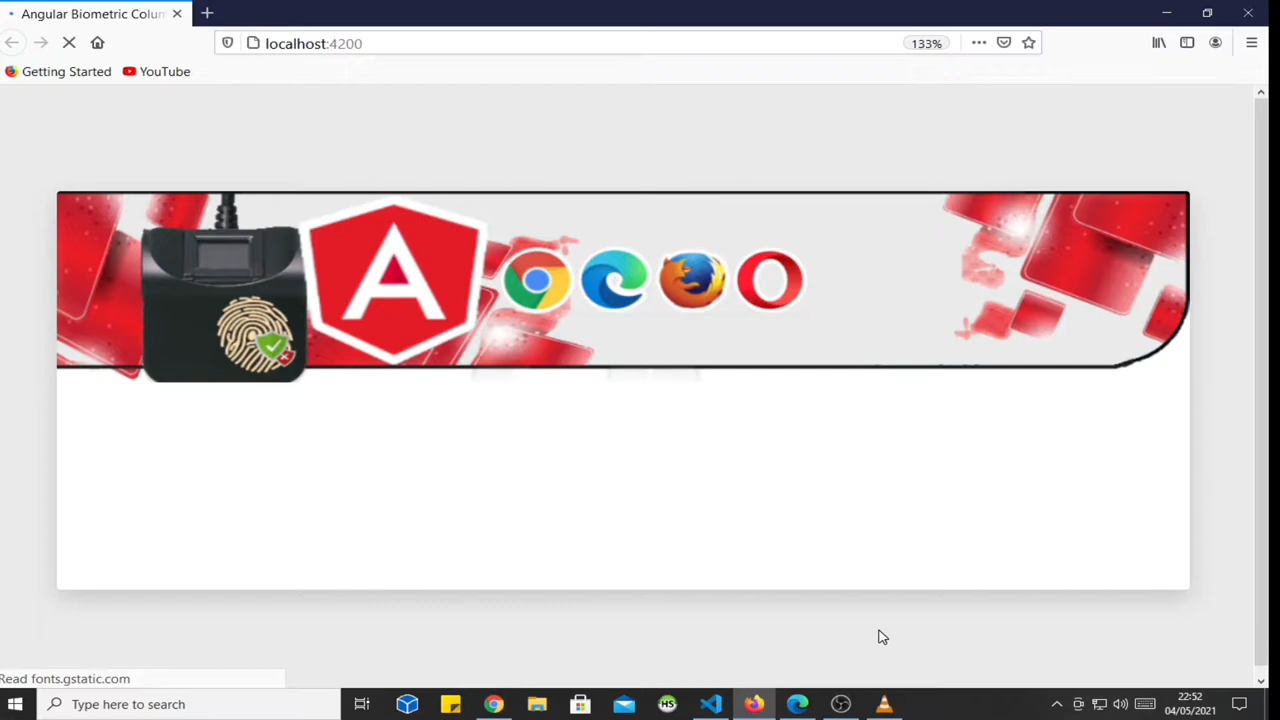 Angular Biometric Colum
localhost:4200
133%
Getting Started
YouTube
A
Read fonts.gstatic.com
Type here to search
HS
22:52
04/05/2021